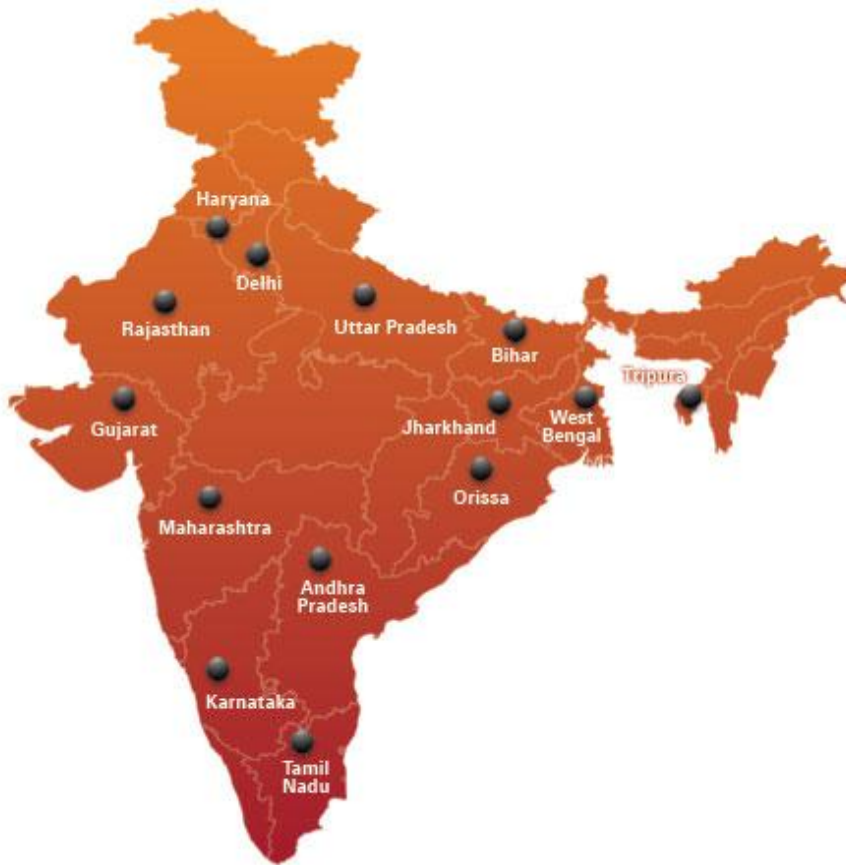 Haryana
Delhi
Rajasthan
Uttar Pradesh
Bihar
Tripura
Gujarat
Jharkhand
West
Bengal
Orissa
Maharashtra
Andhra
Pradesh
Karnataka
Tamil
Nadu